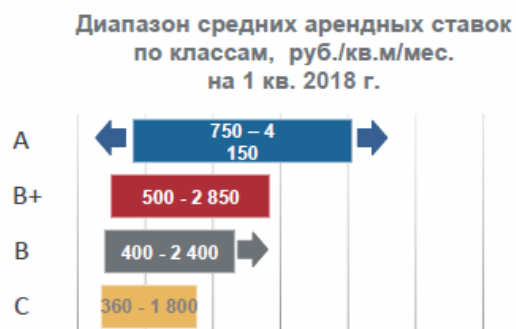 Диапазон средних арендных ставок
по классам, руб./кв.м/мес.
на 1 кв. 2018 г.
A
750 – 4
150
B+
500 - 2 850
B
400 - 2 400
C
360 - 1 800